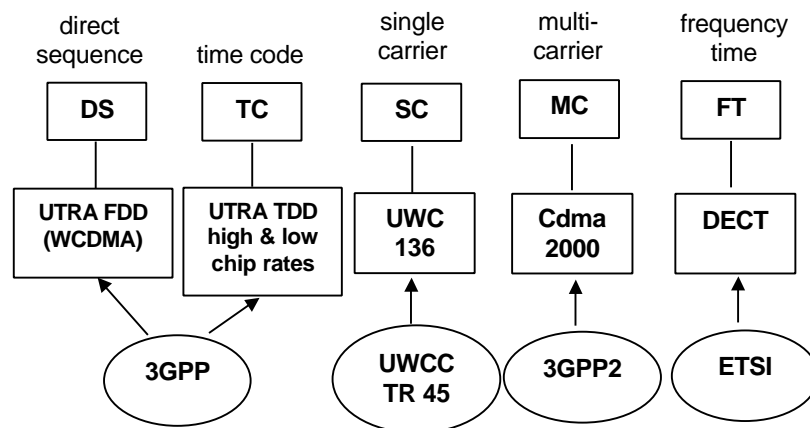 direct
sequence
time code
single
carrier
multi-
carrier
frequency
time
DS
TC
SC
MC
FT
UTRA FDD
(WCDMA)
UTRA TDD
high & low
chip rates
UWC
136
Cdma
2000
DECT
3GPP
UWCC
TR 45
3GPP2
ETSI